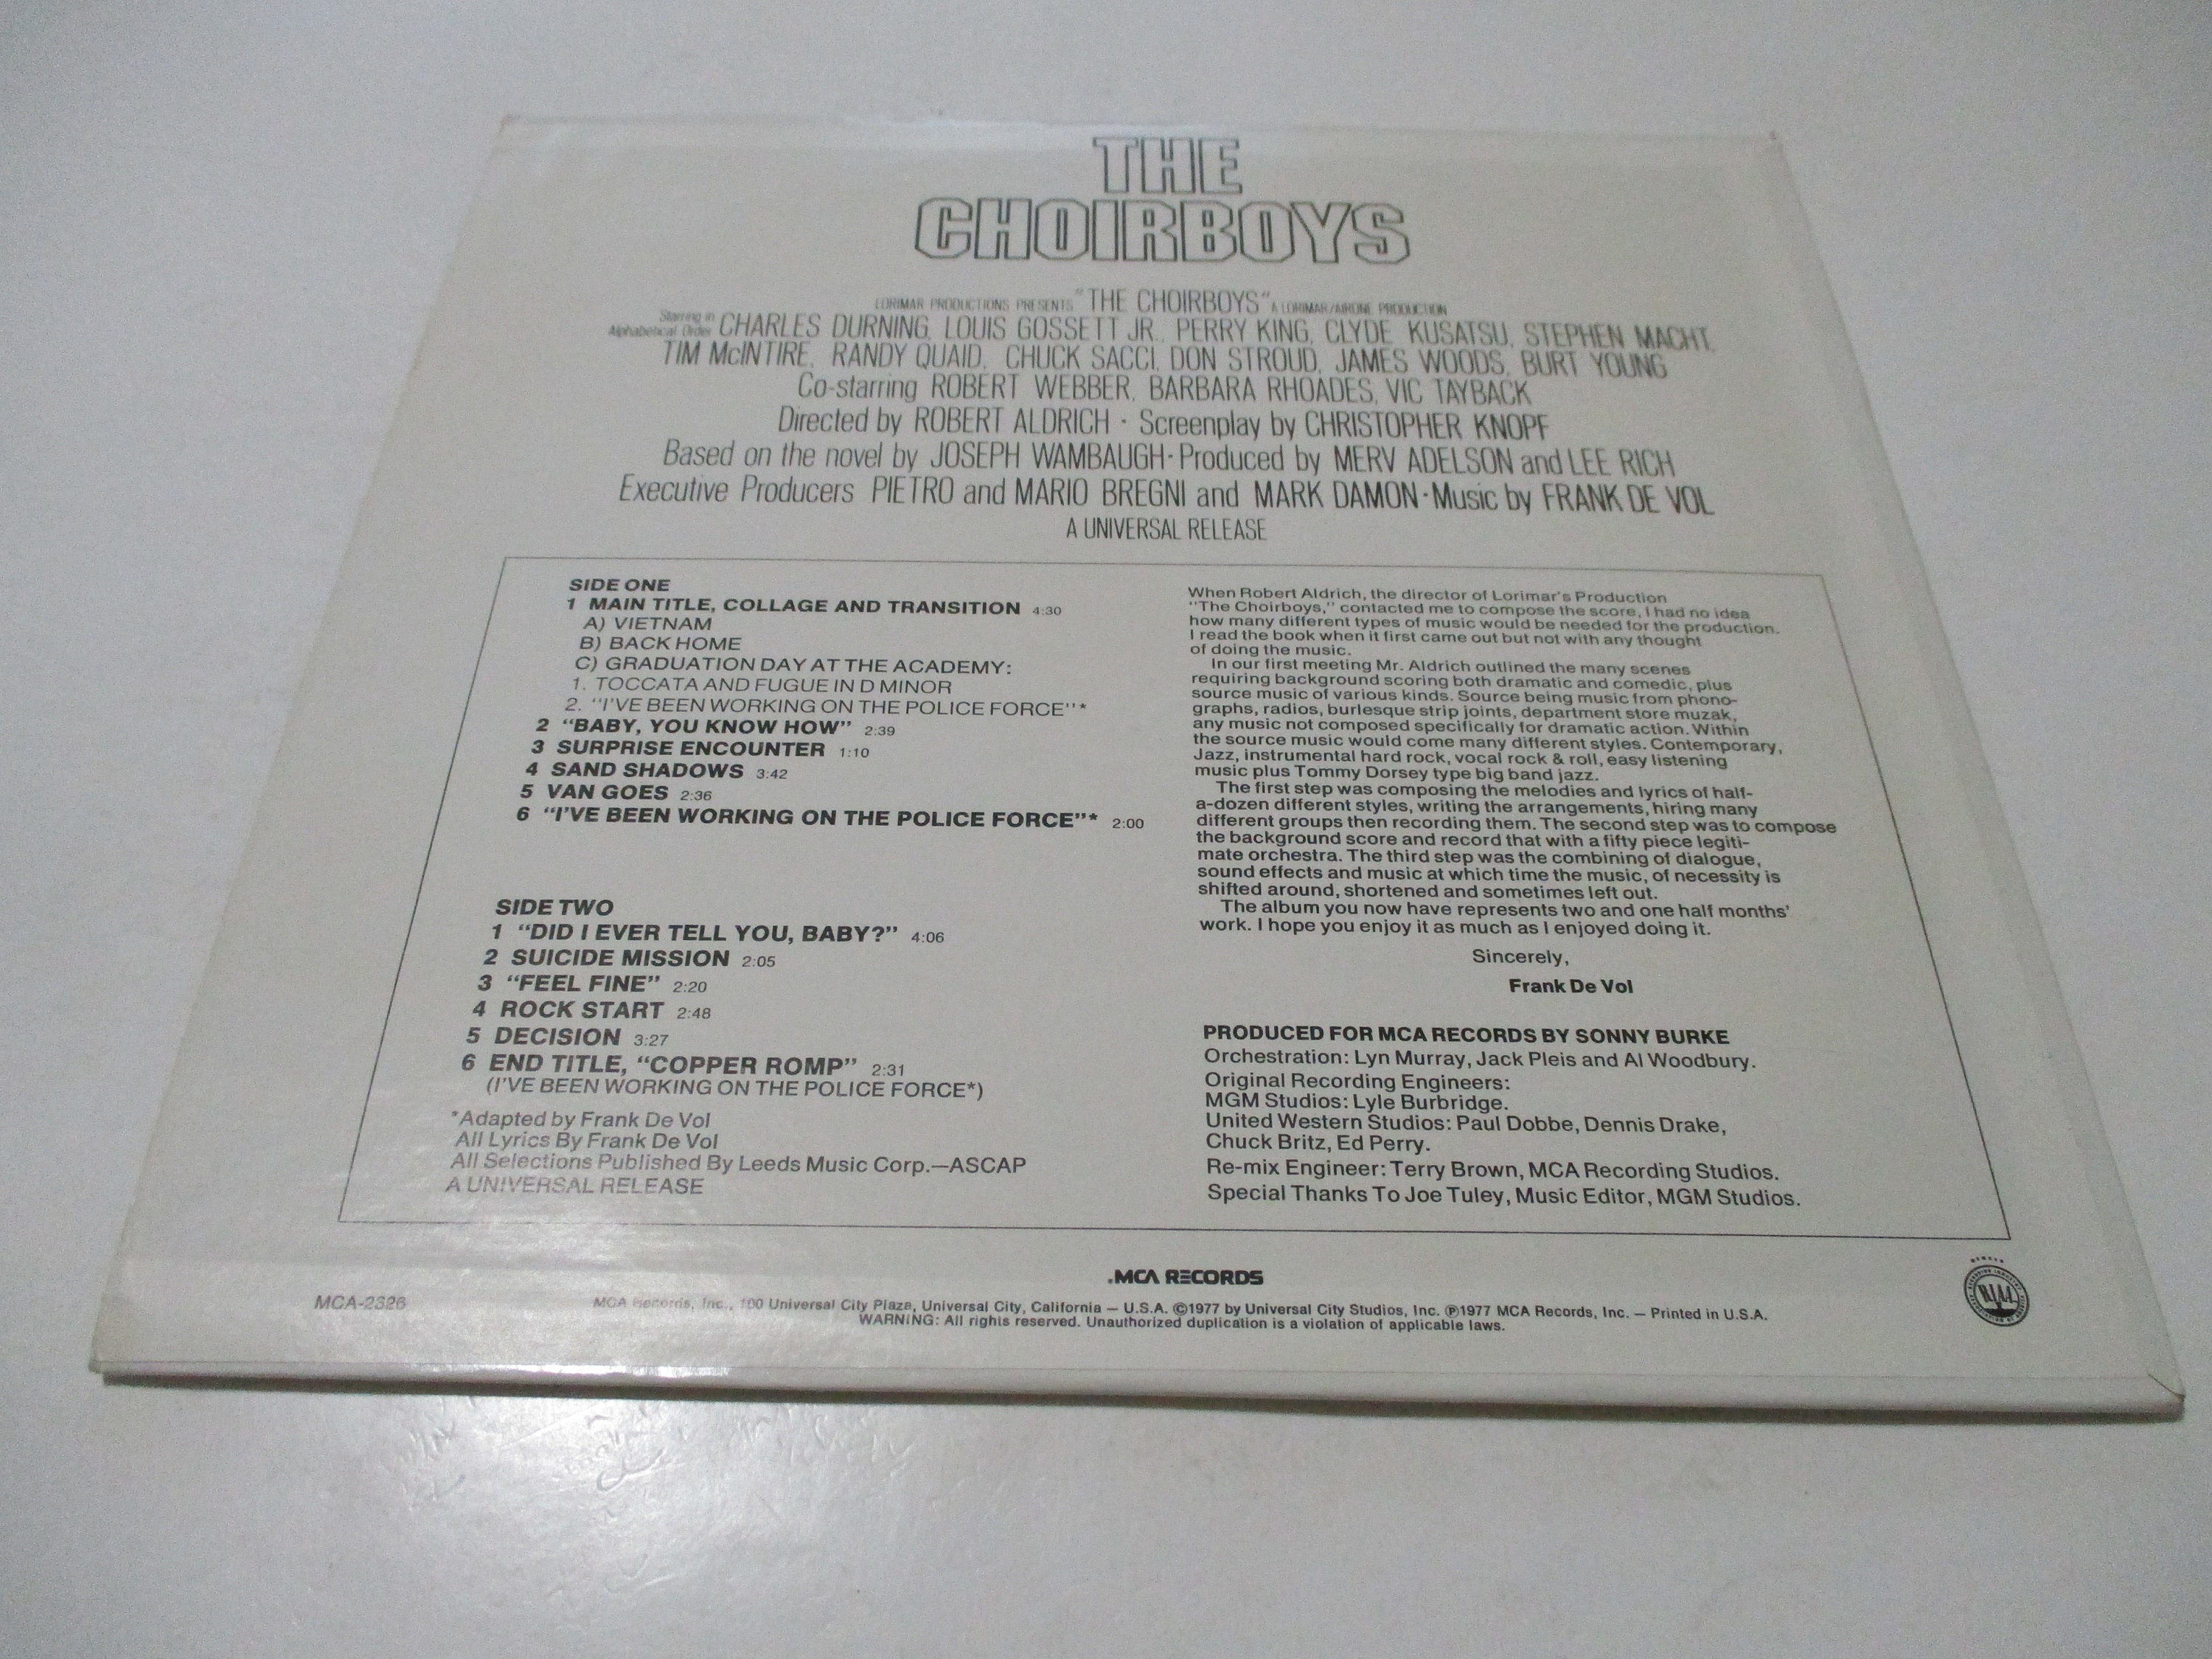 THE
CHOIRBOYS
LORIMAR PRODUCTIONS PRESENTS "THE CHOIRBOYS" A LORIMAR/AIRONE PRODUCTION
Starring in Alphabetical Order CHARLES DURNING, LOUIS GOSSETT JR., PERRY KING, CLYDE KUSATSU, STEPHEN MACHT,
TIM McINTIRE, RANDY QUAID, CHUCK SACCI, DON STROUD, JAMES WOODS, BURT YOUNG
Co-starring ROBERT WEBBER, BARBARA RHOADES, VIC TAYBACK
Directed by ROBERT ALDRICH · Screenplay by CHRISTOPHER KNOPF
Based on the novel by JOSEPH WAMBAUGH · Produced by MERV ADELSON and LEE RICH
Executive Producers PIETRO and MARIO BREGNI and MARK DAMON · Music by FRANK DE VOL
A UNIVERSAL RELEASE
SIDE ONE
1 MAIN TITLE, COLLAGE AND TRANSITION 4:30
A) VIETNAM
B) BACK HOME
C) GRADUATION DAY AT THE ACADEMY:
1. TOCCATA AND FUGUE IN D MINOR
2. "I'VE BEEN WORKING ON THE POLICE FORCE"*
2 "BABY, YOU KNOW HOW" 2:39
3 SURPRISE ENCOUNTER 1:10
4 SAND SHADOWS 3:42
5 VAN GOES 2:36
6 "I'VE BEEN WORKING ON THE POLICE FORCE"* 2:00
SIDE TWO
1 "DID I EVER TELL YOU, BABY?" 4:06
2 SUICIDE MISSION 2:05
3 "FEEL FINE" 2:20
4 ROCK START 2:48
5 DECISION 3:27
6 END TITLE, "COPPER ROMP" 2:31
(I'VE BEEN WORKING ON THE POLICE FORCE*)
*Adapted by Frank De Vol
All Lyrics By Frank De Vol
All Selections Published By Leeds Music Corp.—ASCAP
A UNIVERSAL RELEASE
When Robert Aldrich, the director of Lorimar's Production
"The Choirboys," contacted me to compose the score, I had no idea
how many different types of music would be needed for the production.
I read the book when it first came out but not with any thought
of doing the music.
In our first meeting Mr. Aldrich outlined the many scenes
requiring background scoring both dramatic and comedic, plus
source music of various kinds. Source being music from phono-
graphs, radios, burlesque strip joints, department store muzak,
any music not composed specifically for dramatic action. Within
the source music would come many different styles. Contemporary,
Jazz, instrumental hard rock, vocal rock & roll, easy listening
music plus Tommy Dorsey type big band jazz.
The first step was composing the melodies and lyrics of half-
a-dozen different styles, writing the arrangements, hiring many
different groups then recording them. The second step was to compose
the background score and record that with a fifty piece legiti-
mate orchestra. The third step was the combining of dialogue,
sound effects and music at which time the music, of necessity is
shifted around, shortened and sometimes left out.
The album you now have represents two and one half months'
work. I hope you enjoy it as much as I enjoyed doing it.
Sincerely,
Frank De Vol
PRODUCED FOR MCA RECORDS BY SONNY BURKE
Orchestration: Lyn Murray, Jack Pleis and Al Woodbury.
Original Recording Engineers:
MGM Studios: Lyle Burbridge.
United Western Studios: Paul Dobbe, Dennis Drake,
Chuck Britz, Ed Perry.
Re-mix Engineer: Terry Brown, MCA Recording Studios.
Special Thanks To Joe Tuley, Music Editor, MGM Studios.
MCA RECORDS
MCA-2326
MCA Records, Inc., 100 Universal City Plaza, Universal City, California — U.S.A. ©1977 by Universal City Studios, Inc. ℗1977 MCA Records, Inc. — Printed in U.S.A.
WARNING: All rights reserved. Unauthorized duplication is a violation of applicable laws.
RIAA